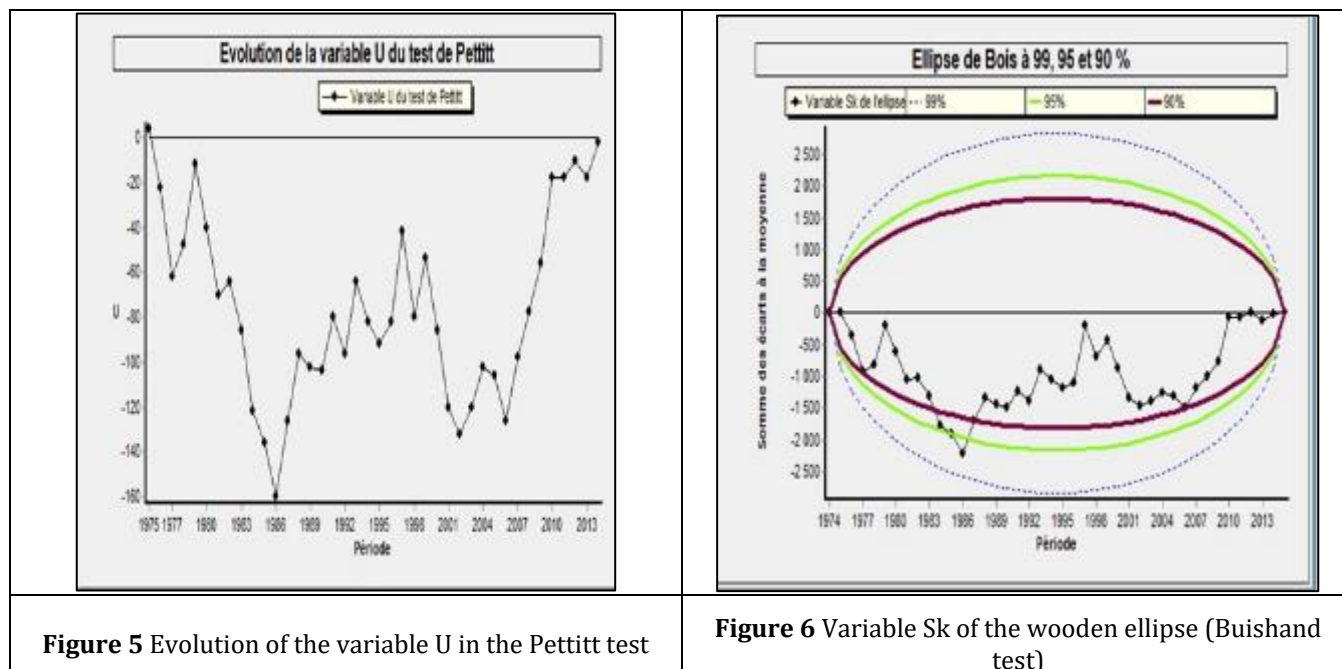 Evolution de la variable U du test de Pettitt
Variable U du test de Pettitt
0
-20
-40
-60
-80
-100
-120
-140
-160
U
1975 1977 1980 1983 1986 1989 1992 1995 1998 2001 2004 2007 2010 2013
Période
Figure 5 Evolution of the variable U in the Pettitt test
Ellipse de Bois à 99, 95 et 90 %
Variable Sk de l'ellipse 99% 95% 90%
Somme des écarts à la moyenne
2 500
2 000
1 500
1 000
500
0
-500
-1 000
-1 500
-2 000
-2 500
1974 1977 1980 1983 1986 1989 1992 1995 1998 2001 2004 2007 2010 2013
Période
Figure 6 Variable Sk of the wooden ellipse (Buishand
test)